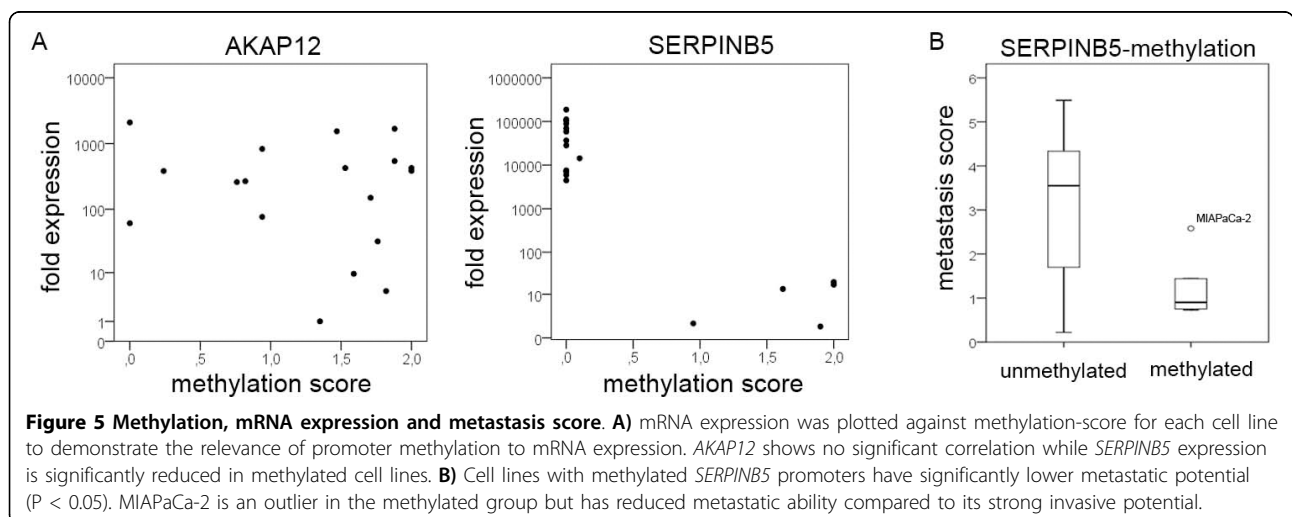 A
AKAP12
fold expression
10000
1000
100
10
1
0
,0
,5
1,0
1,5
2,0
methylation score
SERPINB5
fold expression
1000000
100000
10000
1000
100
10
0
,0
,5
1,0
1,5
2,0
methylation score
B
SERPINB5-methylation
metastasis score
6
5
4
3
2
1
0
MIAPaCa-2
unmethylated
methylated
Figure 5 Methylation, mRNA expression and metastasis score. A) mRNA expression was plotted against methylation-score for each cell line
to demonstrate the relevance of promoter methylation to mRNA expression. AKAP12 shows no significant correlation while SERPINB5 expression
is significantly reduced in methylated cell lines. B) Cell lines with methylated SERPINB5 promoters have significantly lower metastatic potential
(P < 0.05). MIAPaCa-2 is an outlier in the methylated group but has reduced metastatic ability compared to its strong invasive potential.